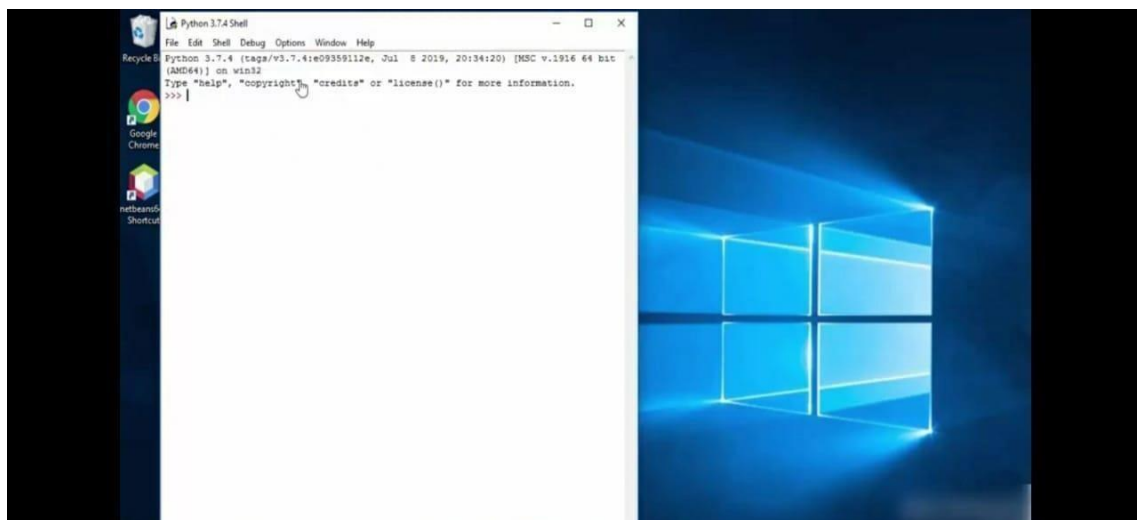 Python 3.7.4 Shell
File Edit Shell Debug Options Window Help
Python 3.7.4 (tags/v3.7.4:e09359112e, Jul 8 2019, 20:34:20) [MSC v.1916 64 bit
(AMD64)] on win32
Type "help", "copyright", "credits" or "license()" for more information.
>>>
Recycle B
Google
Chrome
netbeans6
Shortcut